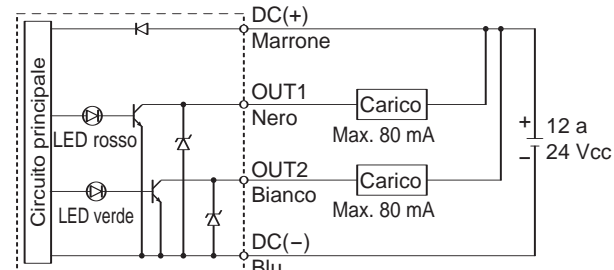 DC(+)
Marrone
Circuito principale
OUT1
Nero
Carico
Max. 80 mA
LED rosso
+
12 a
24 Vcc
−
OUT2
Bianco
Carico
Max. 80 mA
LED verde
DC(−)
Blu